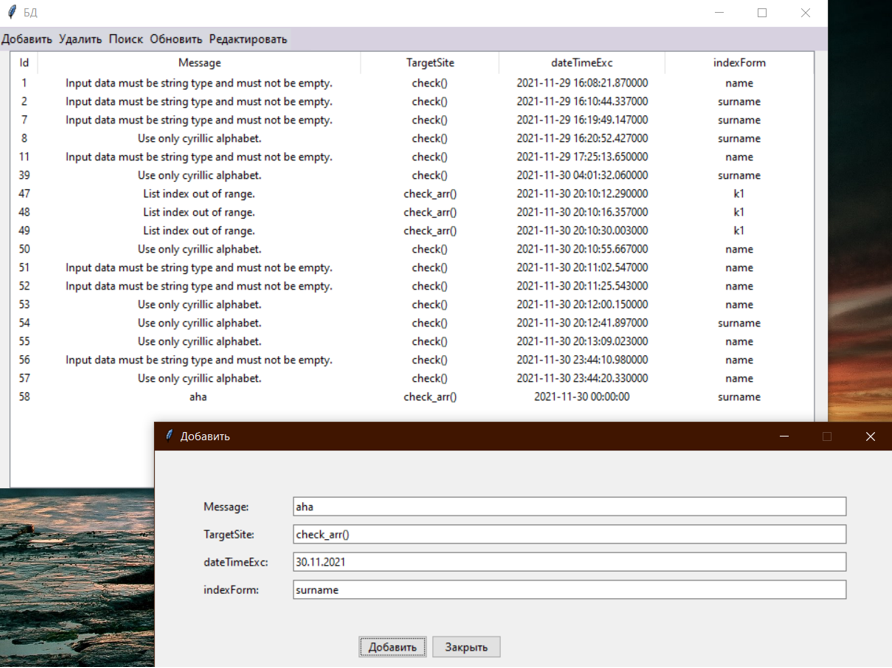 БД
Добавить Удалить Поиск Обновить Редактировать
Id Message TargetSite dateTimeExc indexForm
1 Input data must be string type and must not be empty. check() 2021-11-29 16:08:21.870000 name
2 Input data must be string type and must not be empty. check() 2021-11-29 16:10:44.337000 surname
7 Input data must be string type and must not be empty. check() 2021-11-29 16:19:49.147000 surname
8 Use only cyrillic alphabet. check() 2021-11-29 16:20:52.427000 surname
11 Input data must be string type and must not be empty. check() 2021-11-29 17:25:13.650000 name
39 Use only cyrillic alphabet. check() 2021-11-30 04:01:32.060000 surname
47 List index out of range. check_arr() 2021-11-30 20:10:12.290000 k1
48 List index out of range. check_arr() 2021-11-30 20:10:16.357000 k1
49 List index out of range. check_arr() 2021-11-30 20:10:30.003000 k1
50 Use only cyrillic alphabet. check() 2021-11-30 20:10:55.667000 name
51 Input data must be string type and must not be empty. check() 2021-11-30 20:11:02.547000 name
52 Input data must be string type and must not be empty. check() 2021-11-30 20:11:25.543000 name
53 Use only cyrillic alphabet. check() 2021-11-30 20:12:00.150000 name
54 Use only cyrillic alphabet. check() 2021-11-30 20:12:41.897000 surname
55 Use only cyrillic alphabet. check() 2021-11-30 20:13:09.023000 name
56 Input data must be string type and must not be empty. check() 2021-11-30 23:44:10.980000 name
57 Use only cyrillic alphabet. check() 2021-11-30 23:44:20.330000 name
58 aha check_arr() 2021-11-30 00:00:00 surname
Добавить
Message: aha
TargetSite: check_arr()
dateTimeExc: 30.11.2021
indexForm: surname
Добавить Закрыть